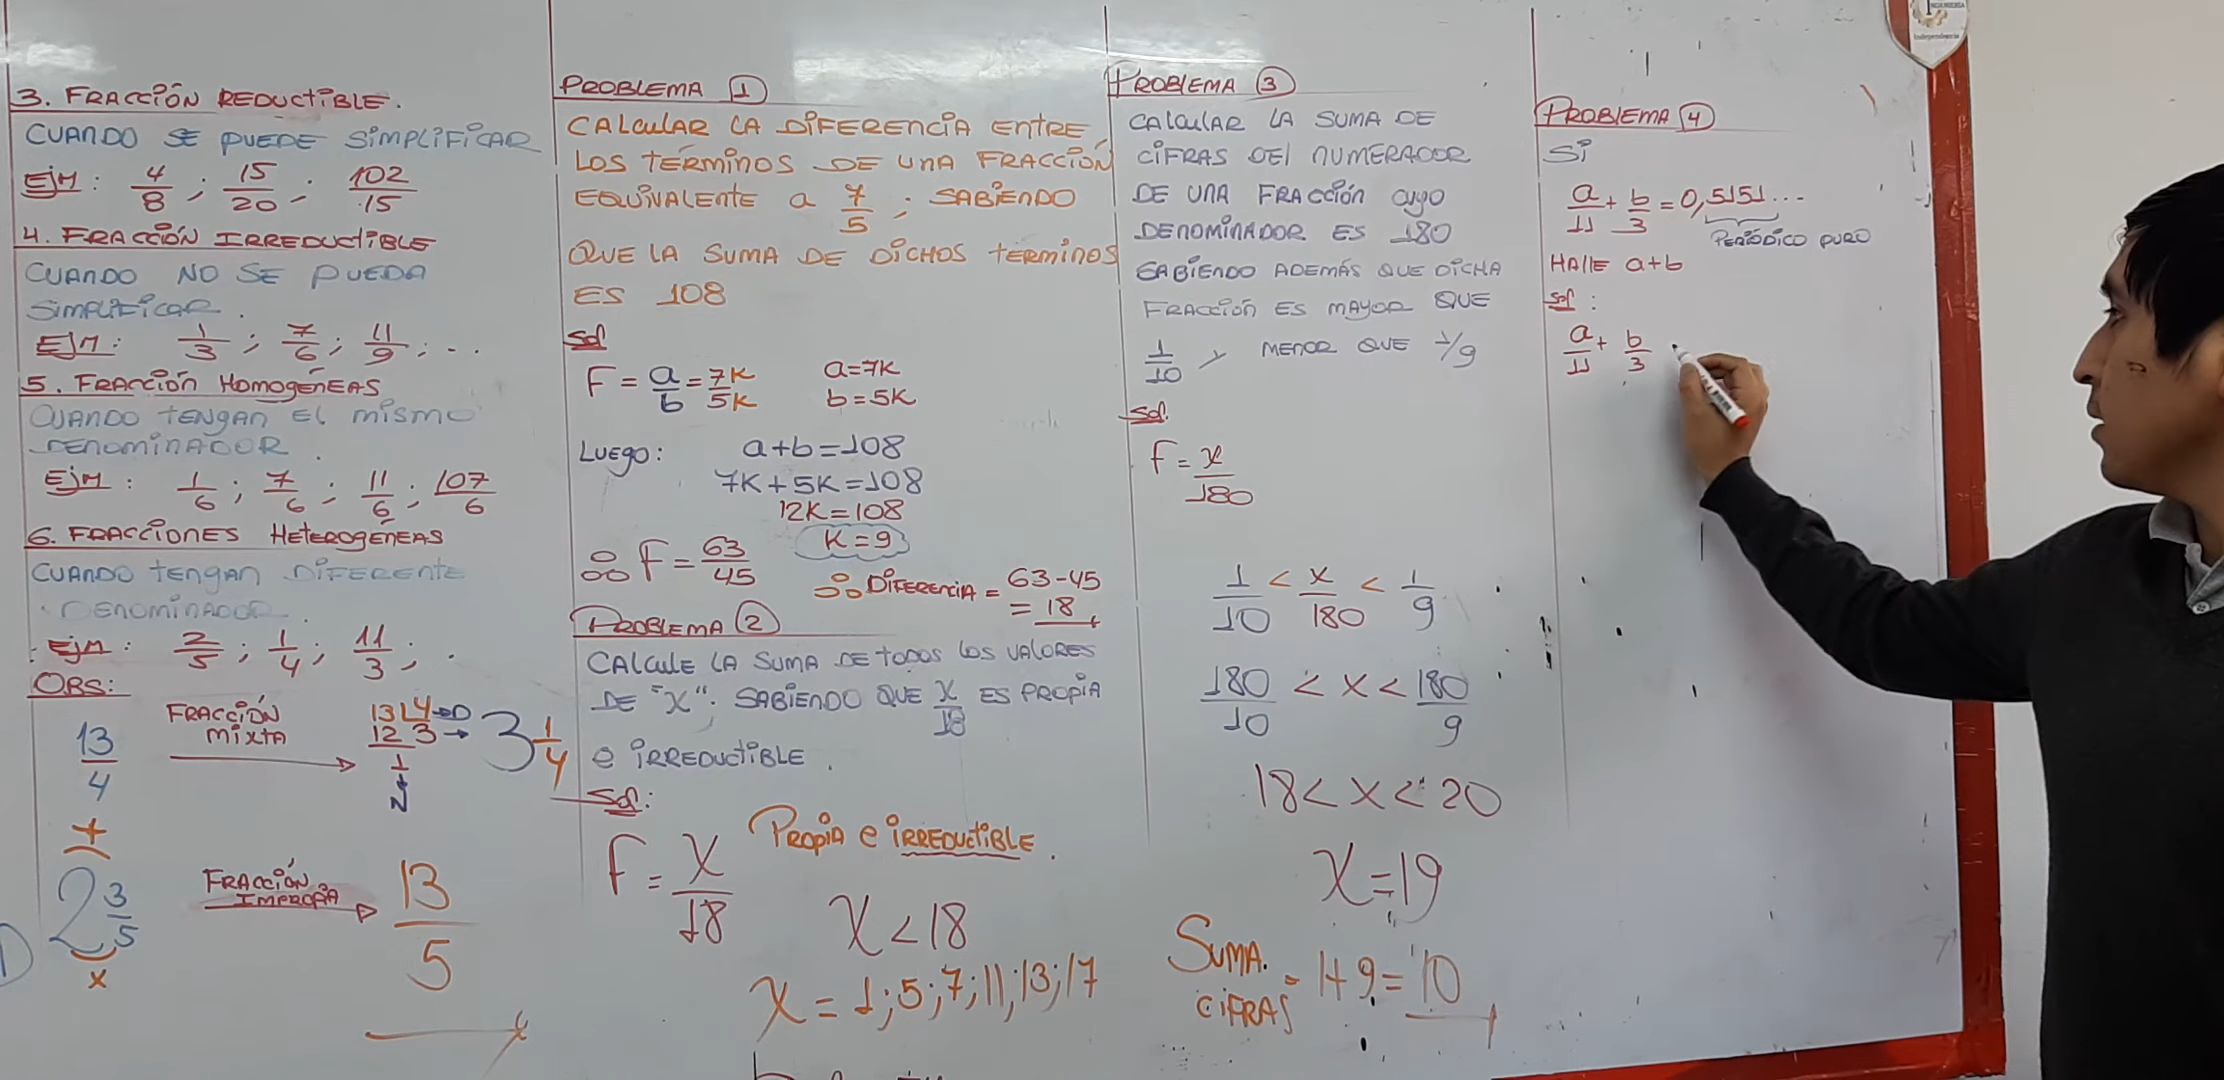 3. FRACCIÓN REDUCTIBLE.
CUANDO SE PUEDE SIMPLIFICAR
EJM: 4/8 ; 15/20 ; 102/15
4. FRACCIÓN IRREDUCTIBLE
CUANDO NO SE PUEDA
SIMPLIFICAR.
EJM: 1/3 ; 7/6 ; 11/9 ; ..
5. FRACCIÓN HOMOGÉNEAS
CUANDO TENGAN EL MISMO
DENOMINADOR.
EJM: 1/6 ; 7/6 ; 11/6 ; 107/6
6. FRACCIONES HETEROGÉNEAS
CUANDO TENGAN DIFERENTE
DENOMINADOR.
EJM: 2/5 ; 1/4 ; 11/3 ; .
OBS:
13/4 FRACCIÓN MIXTA 13 4→D
12 3→ 3 1/4
1
N
+
2 3/5 FRACCIÓN IMPROPIA 13/5
x
PROBLEMA 1
CALCULAR LA DIFERENCIA ENTRE
LOS TÉRMINOS DE UNA FRACCIÓN
EQUIVALENTE a 7/5 ; SABIENDO
QUE LA SUMA DE DICHOS TERMINOS
ES 108
Sol
F = a/b = 7K/5K a=7K
b=5K
LUEGO: a+b=108
7K+5K=108
12K=108
K=9
F = 63/45 DIFERENCIA = 63-45
= 18
PROBLEMA 2
CALCULE LA SUMA DE TODOS LOS VALORES
DE "X"; SABIENDO QUE X/18 ES PROPIA
e IRREDUCTIBLE.
Sol:
F = X/18 PROPIA e IRREDUCTIBLE.
X<18
X = 1;5;7;11;13;17
PROBLEMA 3
CALCULAR LA SUMA DE
CIFRAS DEL NUMERADOR
DE UNA FRACCIÓN CUYO
DENOMINADOR ES 180
SABIENDO ADEMÁS QUE DICHA
FRACCIÓN ES MAYOR QUE
1/10 y MENOR QUE 1/9
Sol.
F = X/180
1/10 < X/180 < 1/9
180/10 < X < 180/9
18 < X < 20
X=19
SUMA. CIFRAS = 1+9=10
PROBLEMA 4
Si
a/11 + b/3 = 0,5151...
PERIÓDICO PURO
HALLE a+b
Sol:
a/11 + b/3
INGENIERÍA
Independencia